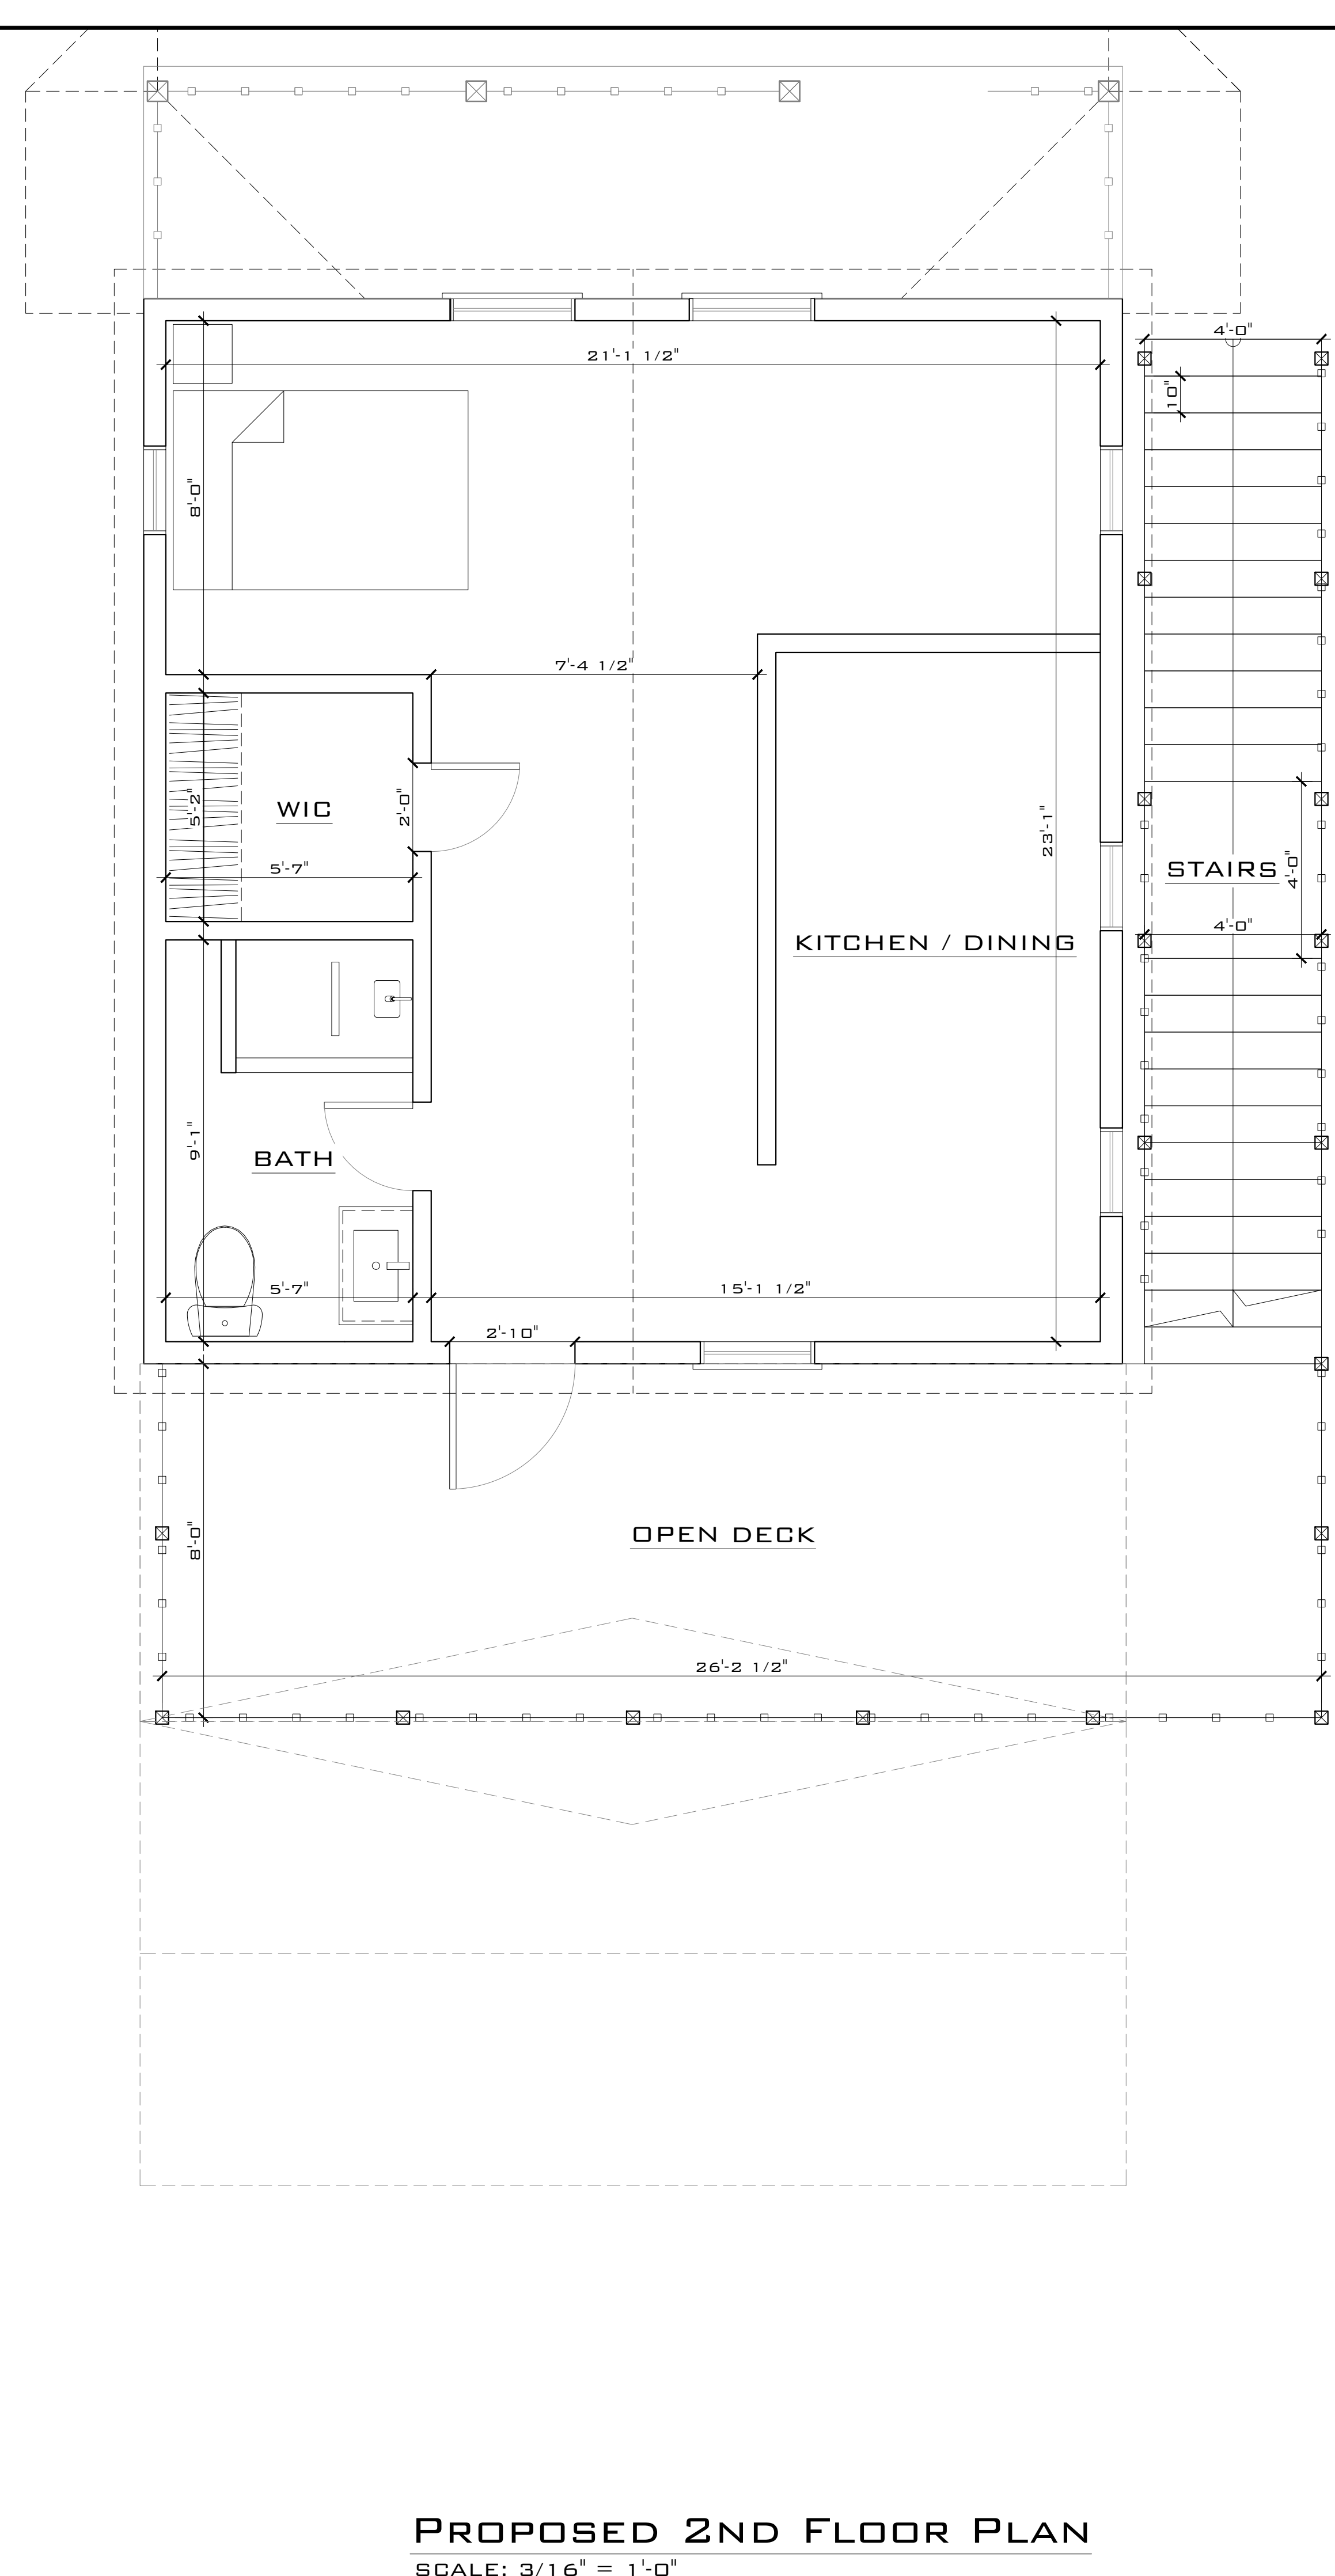 4'-0"
21'-1 1/2"
10"
8'-0"
7'-4 1/2"
5'-2"
WIC
2'-0"
23'-1"
5'-7"
STAIRS
4'-0"
4'-0"
KITCHEN / DINING
9'-1"
BATH
5'-7"
15'-1 1/2"
2'-10"
OPEN DECK
8'-0"
26'-2 1/2"
PROPOSED 2ND FLOOR PLAN
SCALE: 3/16" = 1'-0"